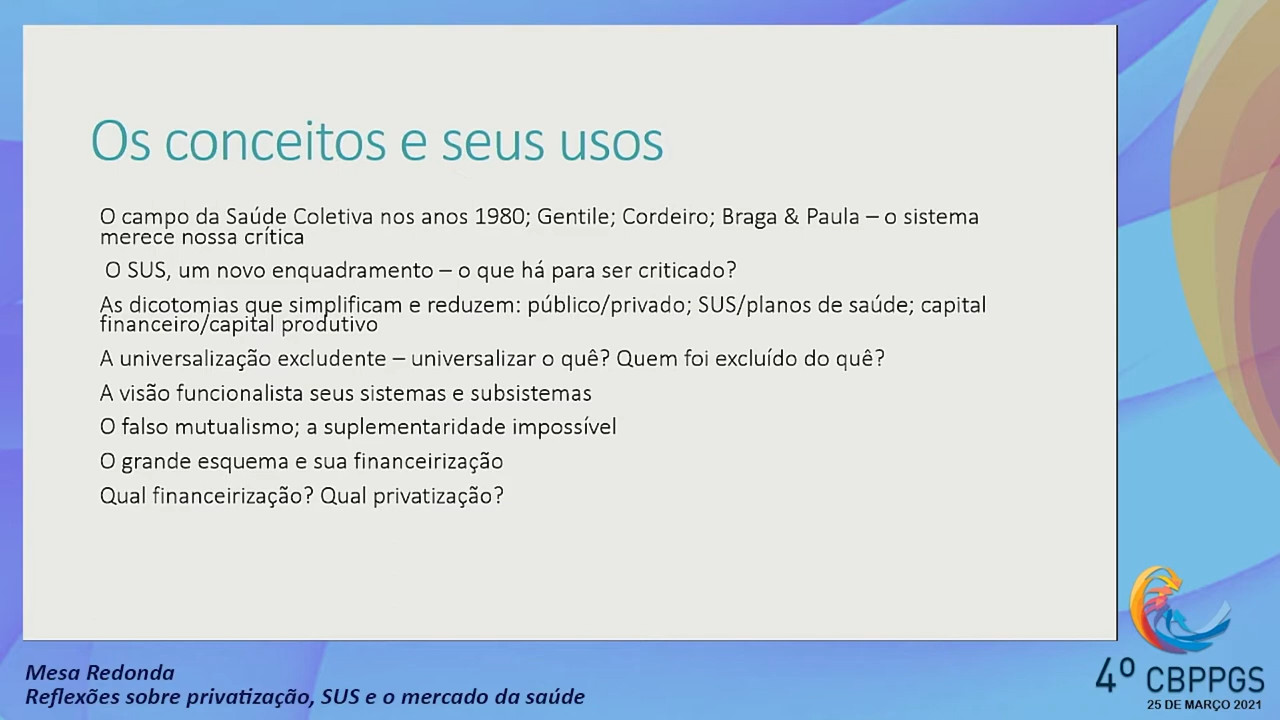 Os conceitos e seus usos
O campo da Saúde Coletiva nos anos 1980; Gentile; Cordeiro; Braga & Paula – o sistema
merece nossa crítica
O SUS, um novo enquadramento – o que há para ser criticado?
As dicotomias que simplificam e reduzem: público/privado; SUS/planos de saúde; capital
financeiro/capital produtivo
A universalização excludente – universalizar o quê? Quem foi excluído do quê?
A visão funcionalista seus sistemas e subsistemas
O falso mutualismo; a suplementaridade impossível
O grande esquema e sua financeirização
Qual financeirização? Qual privatização?
Mesa Redonda
Reflexões sobre privatização, SUS e o mercado da saúde
4º CBPPGS
25 DE MARÇO 2021